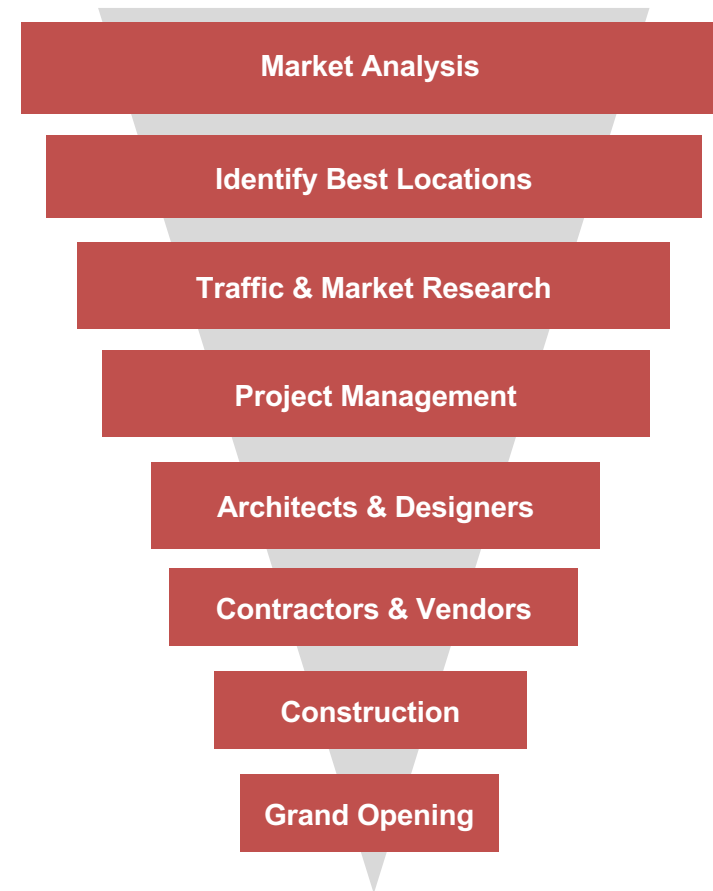 Market Analysis
Identify Best Locations
Traffic & Market Research
Project Management
Architects & Designers
Contractors & Vendors
Construction
Grand Opening